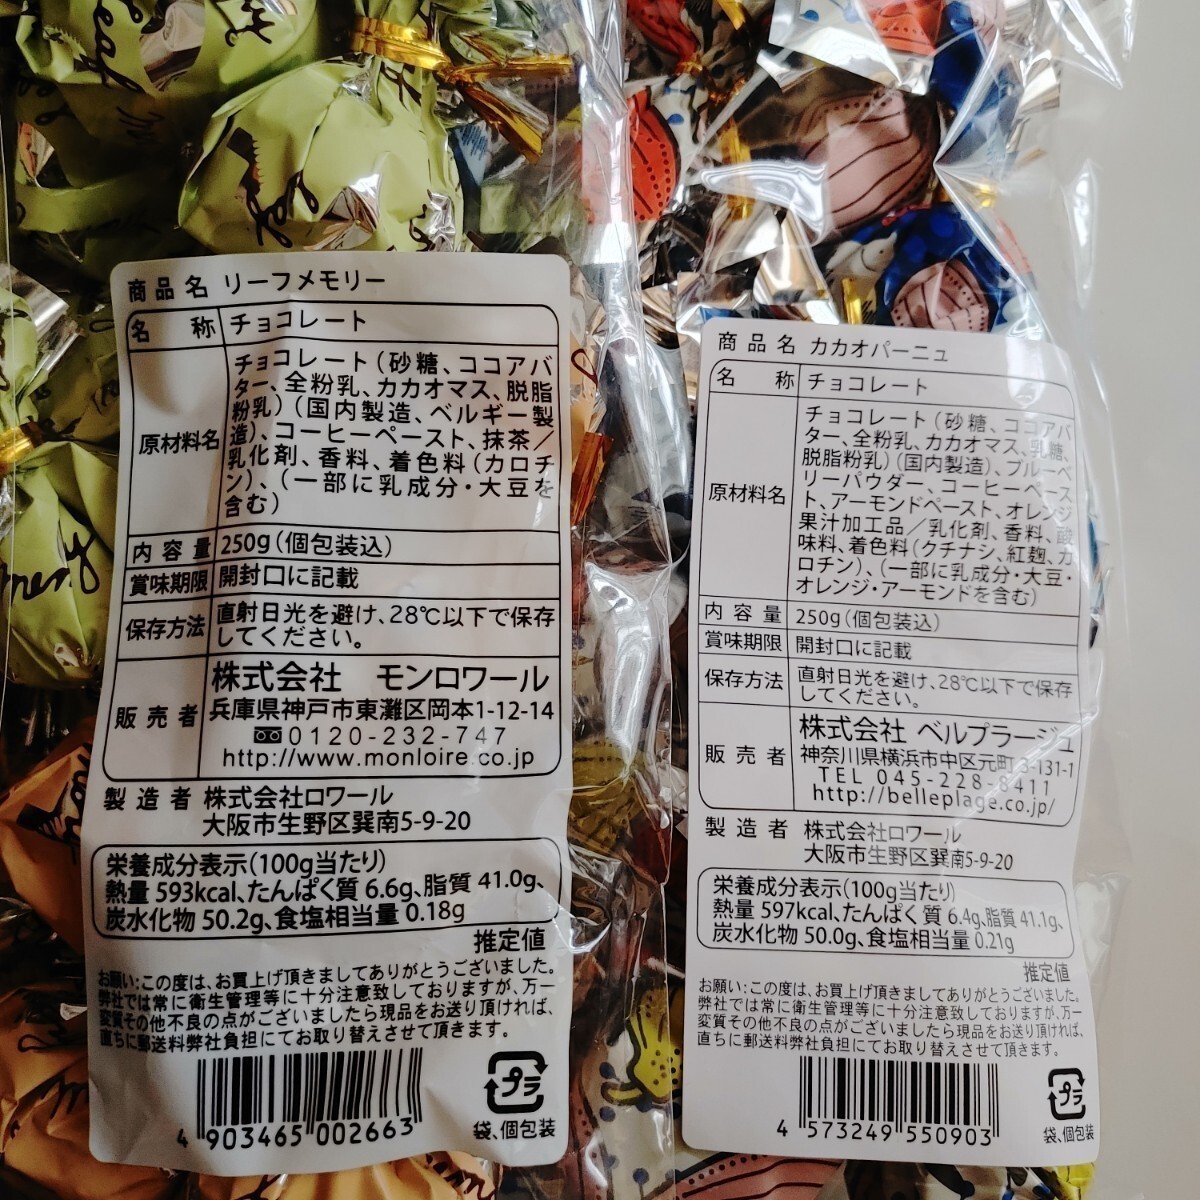 商品名 リーフメモリー
名称 チョコレート
原材料名
チョコレート(砂糖、ココアバ
ター、全粉乳、カカオマス、脱脂
粉乳)(国内製造、ベルギー製
造)、コーヒーペースト、抹茶／
乳化剤、香料、着色料(カロチ
ン)、(一部に乳成分・大豆を
含む)
内容量 250g(個包装込)
賞味期限 開封口に記載
保存方法 直射日光を避け、28℃以下で保存
してください。
販売者
株式会社 モンロワール
兵庫県神戸市東灘区岡本1-12-14
0120-232-747
http://www.monloire.co.jp
製造者 株式会社ロワール
大阪市生野区巽南5-9-20
栄養成分表示(100g当たり)
熱量 593kcal、たんぱく質 6.6g、脂質 41.0g、
炭水化物 50.2g、食塩相当量 0.18g
推定値
お願い:この度は、お買上げ頂きましてありがとうございました。
弊社では常に衛生管理等に十分注意致しておりますが、万一
変質その他不良の点がございましたら現品をお送り頂ければ、
直ちに郵送料弊社負担にてお取り替えさせて頂きます。
4 903465 002663
プラ
袋、個包装
商品名 カカオパーニュ
名称 チョコレート
原材料名
チョコレート(砂糖、ココアバ
ター、全粉乳、カカオマス、乳糖、
脱脂粉乳)(国内製造)、ブルーベ
リーパウダー、コーヒーペース
ト、アーモンドペースト、オレンジ
果汁加工品／乳化剤、香料、酸
味料、着色料(クチナシ、紅麹、カ
ロチン)、(一部に乳成分・大豆・
オレンジ・アーモンドを含む)
内容量 250g(個包装込)
賞味期限 開封口に記載
保存方法 直射日光を避け、28℃以下で保存
してください。
販売者
株式会社 ベルプラージュ
神奈川県横浜市中区元町 3-131-1
TEL 045-228-8411
http://belleplage.co.jp/
製造者 株式会社ロワール
大阪市生野区巽南5-9-20
栄養成分表示(100g当たり)
熱量 597kcal、たんぱく質 6.4g、脂質 41.1g、
炭水化物 50.0g、食塩相当量 0.21g
推定値
お願い:この度は、お買上げ頂きましてありがとうございました。
弊社では常に衛生管理等に十分注意致しておりますが、万一
変質その他不良の点がございましたら現品をお送り頂ければ、
直ちに郵送料弊社負担にてお取り替えさせて頂きます。
4 573249 550903
プラ
袋、個包装